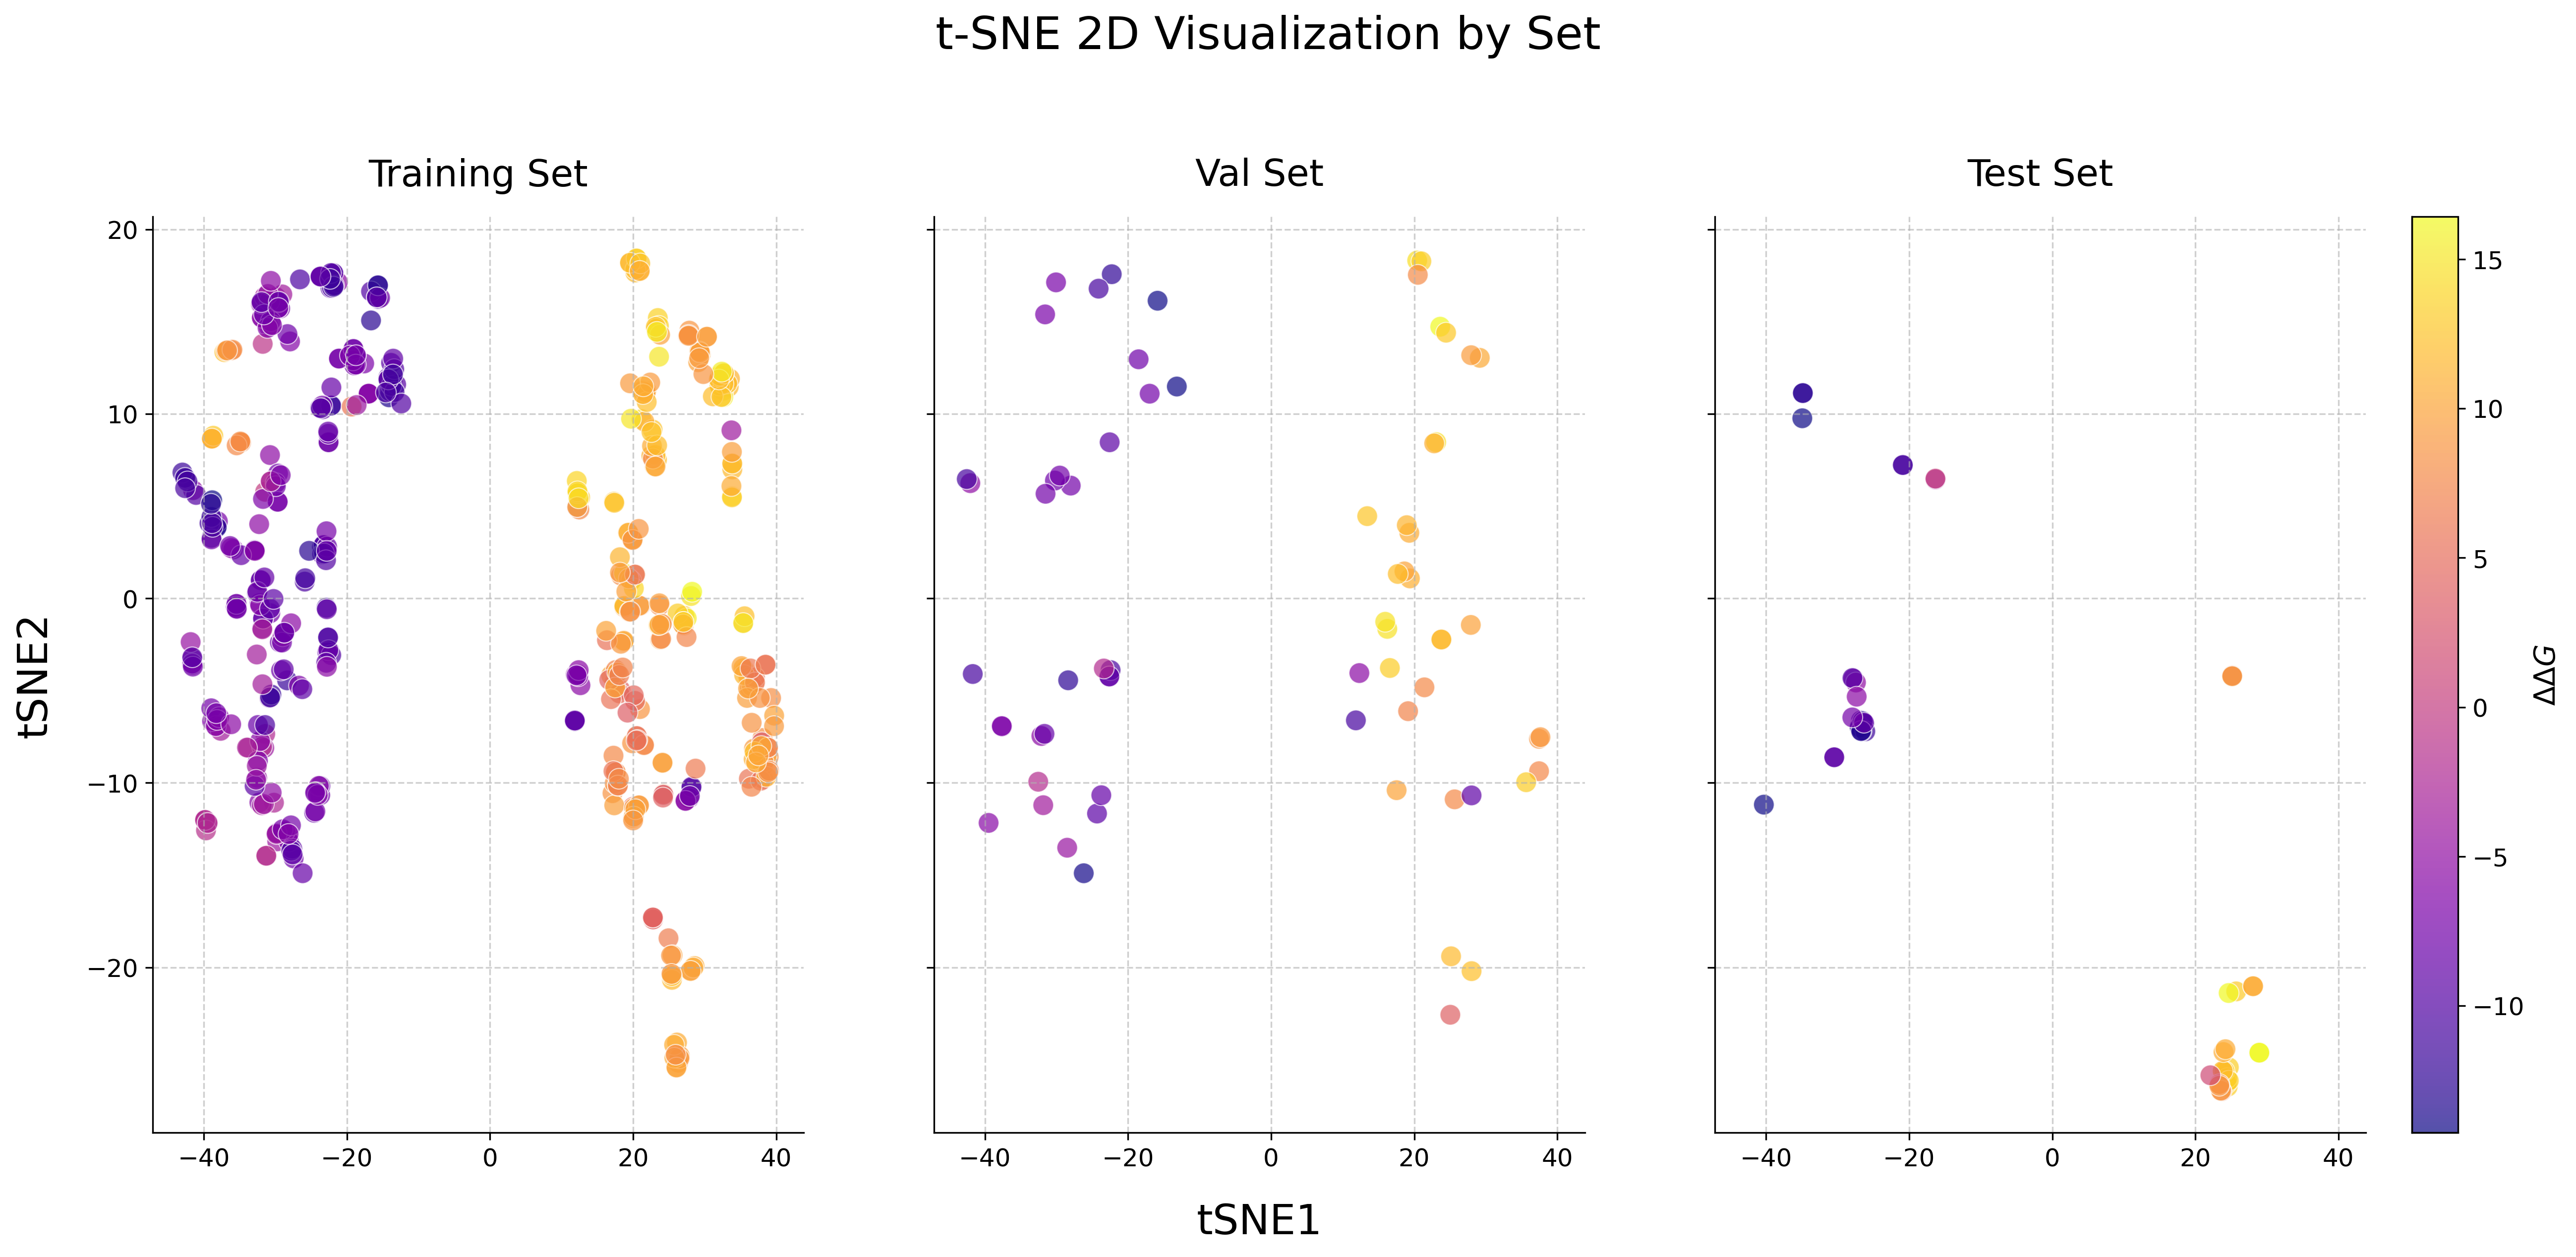 t-SNE 2D Visualization by Set
Training Set
Val Set
Test Set
20
10
0
−10
−20
tSNE2
−40 −20 0 20 40
−40 −20 0 20 40
−40 −20 0 20 40
tSNE1
15
10
5
0
−5
−10
ΔΔG